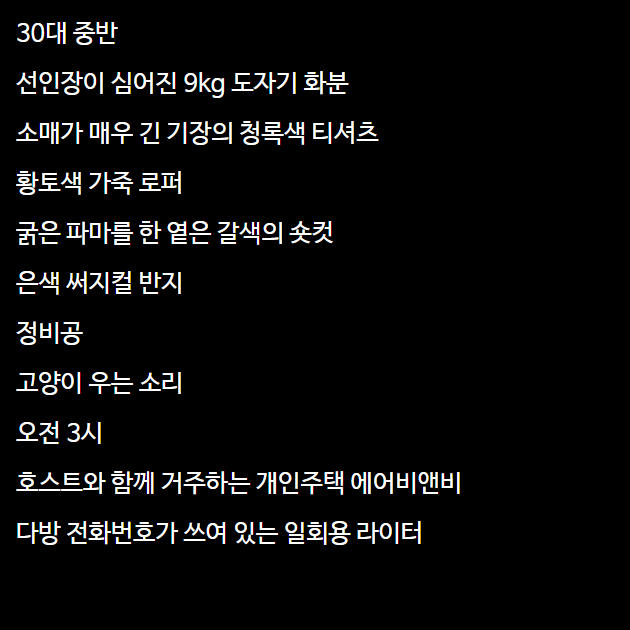 30대 중반
선인장이 심어진 9kg 도자기 화분
소매가 매우 긴 기장의 청록색 티셔츠
황토색 가죽 로퍼
굵은 파마를 한 옅은 갈색의 숏컷
은색 써지컬 반지
정비공
고양이 우는 소리
오전 3시
호스트와 함께 거주하는 개인주택 에어비앤비
다방 전화번호가 쓰여 있는 일회용 라이터